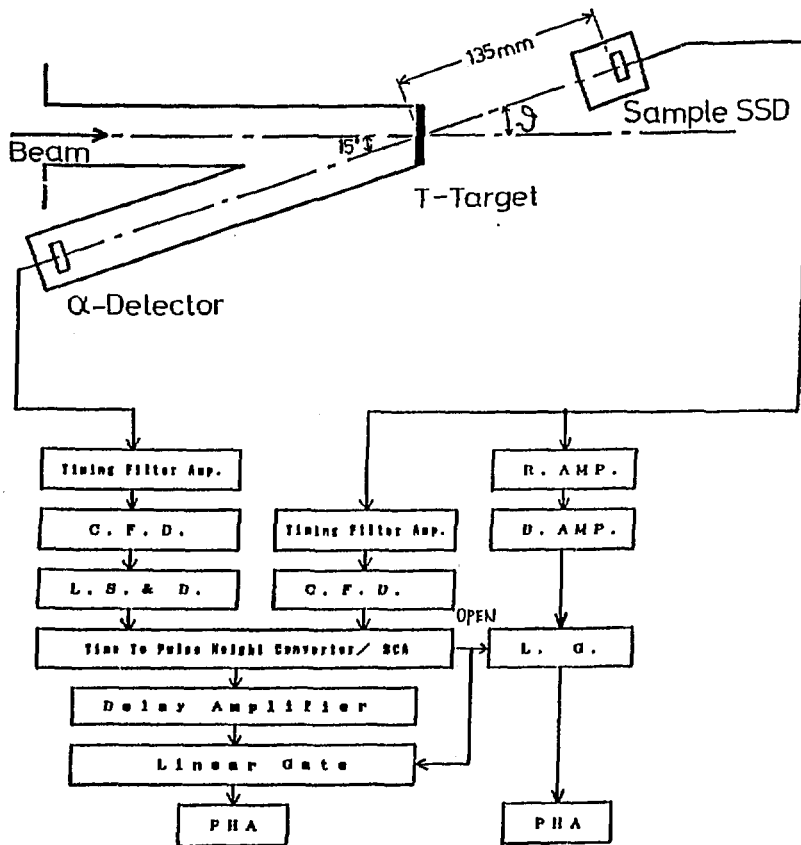 135mm
Sample SSD
ϑ
15°
Beam
T-Target
α-Delector
Timing Filter Amp.
R. AMP.
C. F. D.
Timing Filter Amp.
D. AMP.
L. S. & D.
C. F. D.
OPEN
Time To Pulse Height Converter/ SCA
L. G.
Delay Amplifier
Linear Gate
PHA
PHA